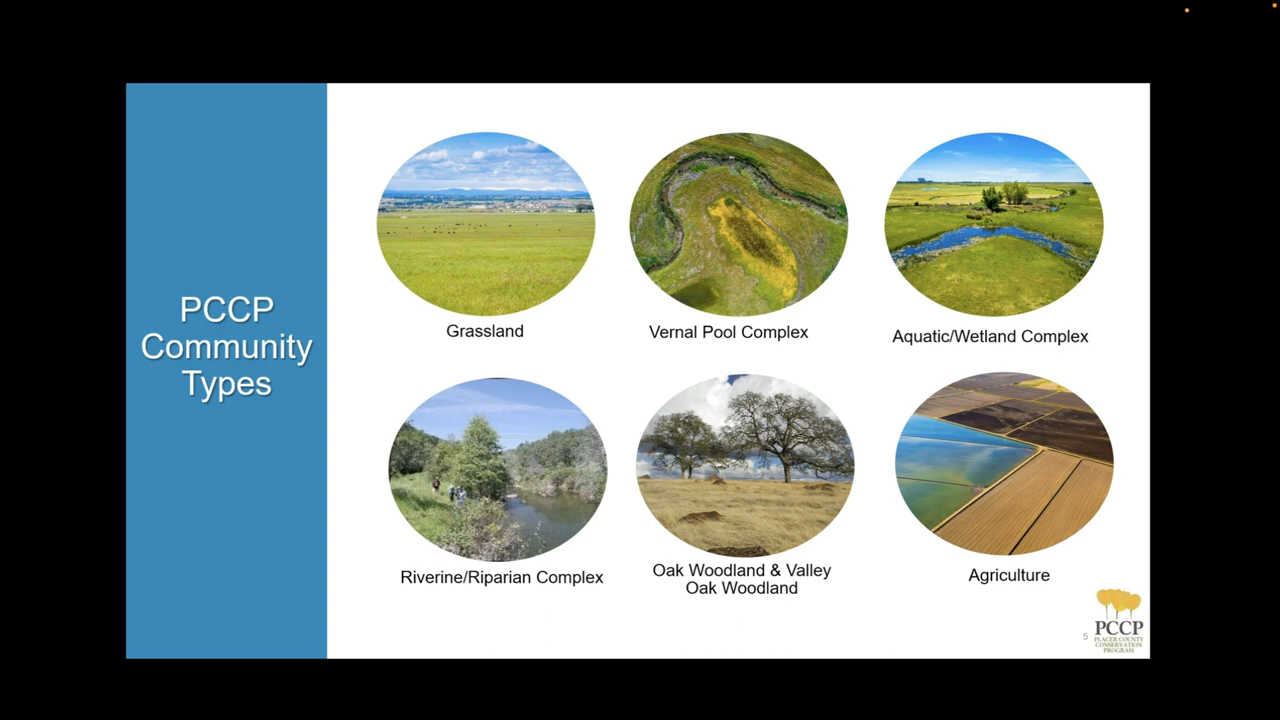 PCCP
Community
Types
Grassland
Vernal Pool Complex
Aquatic/Wetland Complex
Riverine/Riparian Complex
Oak Woodland & Valley
Oak Woodland
Agriculture
5
PCCP
PLACER COUNTY
CONSERVATION
PROGRAM